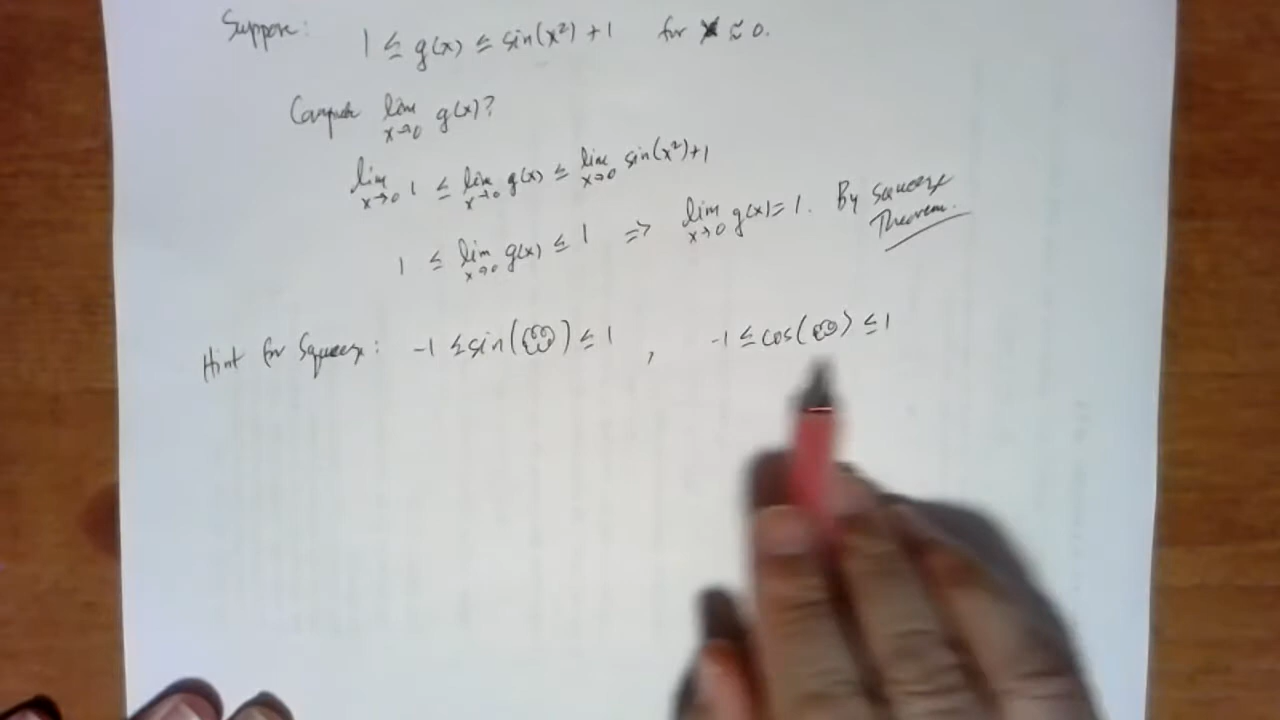 Suppose: 1 ≤ g(x) ≤ sin(x²) + 1 for x ≈ 0.
Compute lim x→0 g(x)?
lim x→0 1 ≤ lim x→0 g(x) ≤ lim x→0 sin(x²)+1
1 ≤ lim x→0 g(x) ≤ 1 => lim x→0 g(x) = 1. By Squeeze
Theorem.
Hint for Squeeze: -1 ≤ sin( ) ≤ 1 , -1 ≤ cos( ) ≤ 1